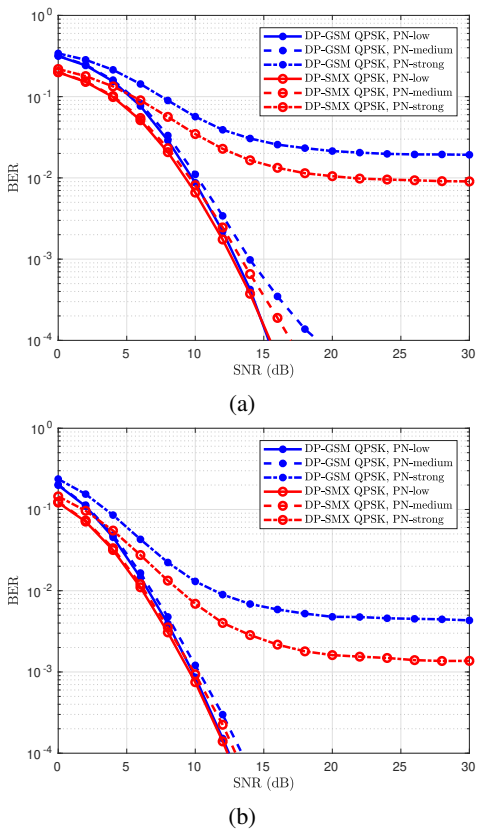 10^0
10^-1
10^-2
10^-3
10^-4
BER
0 5 10 15 20 25 30
SNR (dB)
DP-GSM QPSK, PN-low
DP-GSM QPSK, PN-medium
DP-GSM QPSK, PN-strong
DP-SMX QPSK, PN-low
DP-SMX QPSK, PN-medium
DP-SMX QPSK, PN-strong
(a)
10^0
10^-1
10^-2
10^-3
10^-4
BER
0 5 10 15 20 25 30
SNR (dB)
DP-GSM QPSK, PN-low
DP-GSM QPSK, PN-medium
DP-GSM QPSK, PN-strong
DP-SMX QPSK, PN-low
DP-SMX QPSK, PN-medium
DP-SMX QPSK, PN-strong
(b)